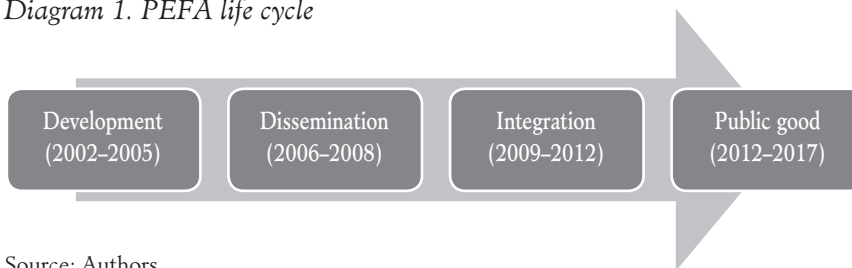 Diagram 1. PEFA life cycle
Development
(2002–2005)
Dissemination
(2006–2008)
Integration
(2009–2012)
Public good
(2012–2017)
Source: Authors